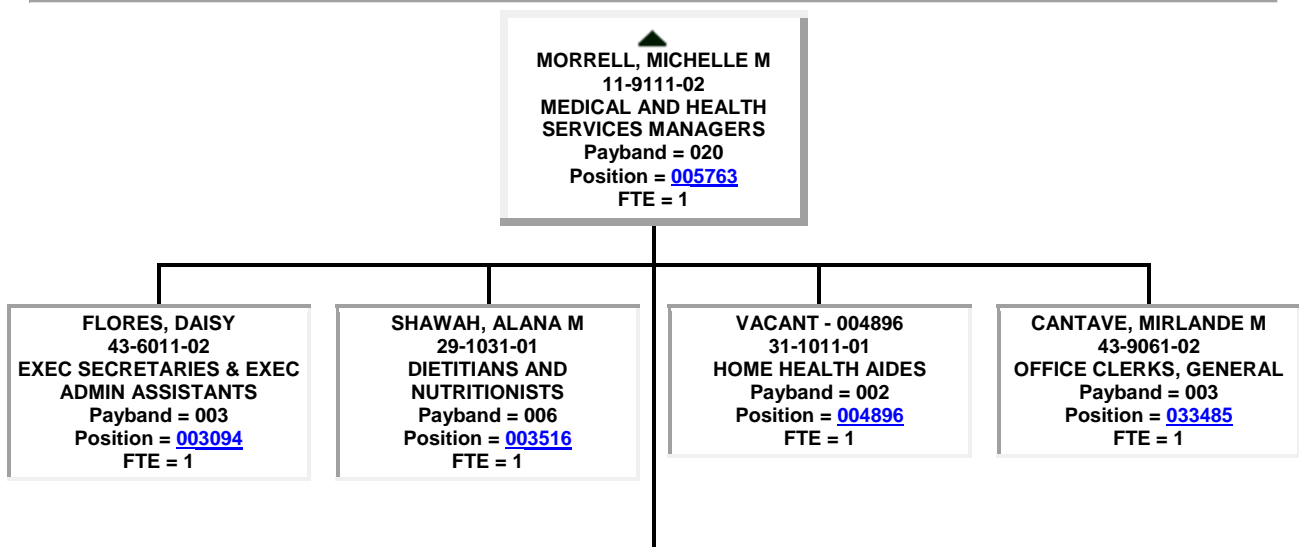 MORRELL, MICHELLE M
11-9111-02
MEDICAL AND HEALTH
SERVICES MANAGERS
Payband = 020
Position = 005763
FTE = 1
FLORES, DAISY
43-6011-02
EXEC SECRETARIES & EXEC
ADMIN ASSISTANTS
Payband = 003
Position = 003094
FTE = 1
SHAWAH, ALANA M
29-1031-01
DIETITIANS AND
NUTRITIONISTS
Payband = 006
Position = 003516
FTE = 1
VACANT - 004896
31-1011-01
HOME HEALTH AIDES
Payband = 002
Position = 004896
FTE = 1
CANTAVE, MIRLANDE M
43-9061-02
OFFICE CLERKS, GENERAL
Payband = 003
Position = 033485
FTE = 1